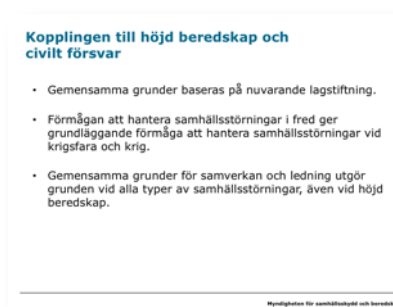 Kopplingen till höjd beredskap och
civilt försvar
• Gemensamma grunder baseras på nuvarande lagstiftning.
• Förmågan att hantera samhällsstörningar i fred ger
grundläggande förmåga att hantera samhällsstörningar vid
krigsfara och krig.
• Gemensamma grunder för samverkan och ledning utgör
grunden vid alla typer av samhällsstörningar, även vid höjd
beredskap.
Myndigheten för samhällsskydd och beredsk